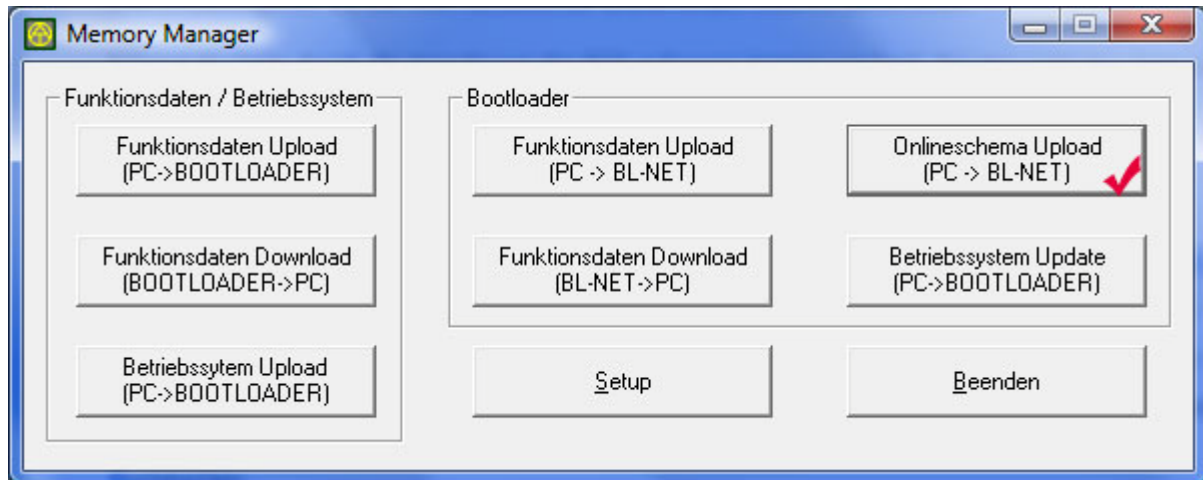 Memory Manager
Funktionsdaten / Betriebssystem
Funktionsdaten Upload
(PC->BOOTLOADER)
Funktionsdaten Download
(BOOTLOADER->PC)
Betriebssytem Upload
(PC->BOOTLOADER)
Bootloader
Funktionsdaten Upload
(PC -> BL-NET)
Onlineschema Upload
(PC -> BL-NET)
Funktionsdaten Download
(BL-NET->PC)
Betriebssystem Update
(PC->BOOTLOADER)
Setup
Beenden